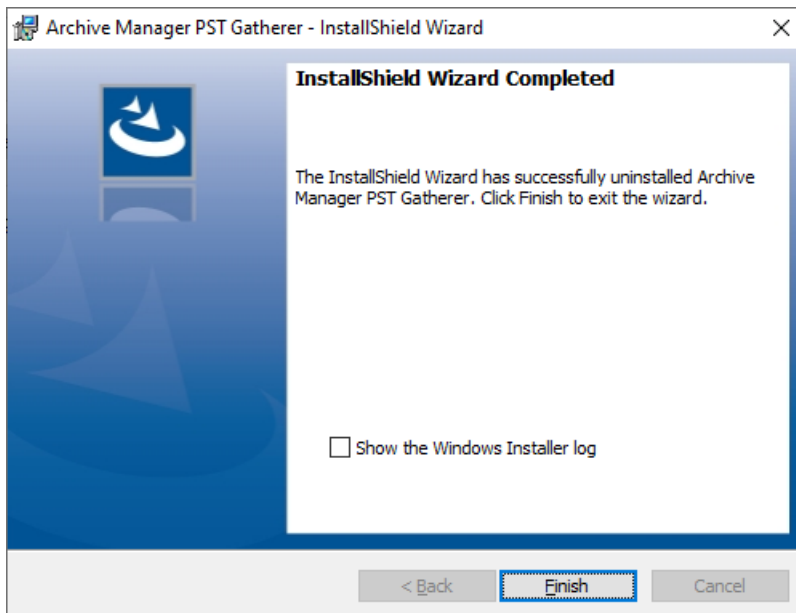 Archive Manager PST Gatherer - InstallShield Wizard
InstallShield Wizard Completed
The InstallShield Wizard has successfully uninstalled Archive
Manager PST Gatherer. Click Finish to exit the wizard.
Show the Windows Installer log
< Back Finish Cancel